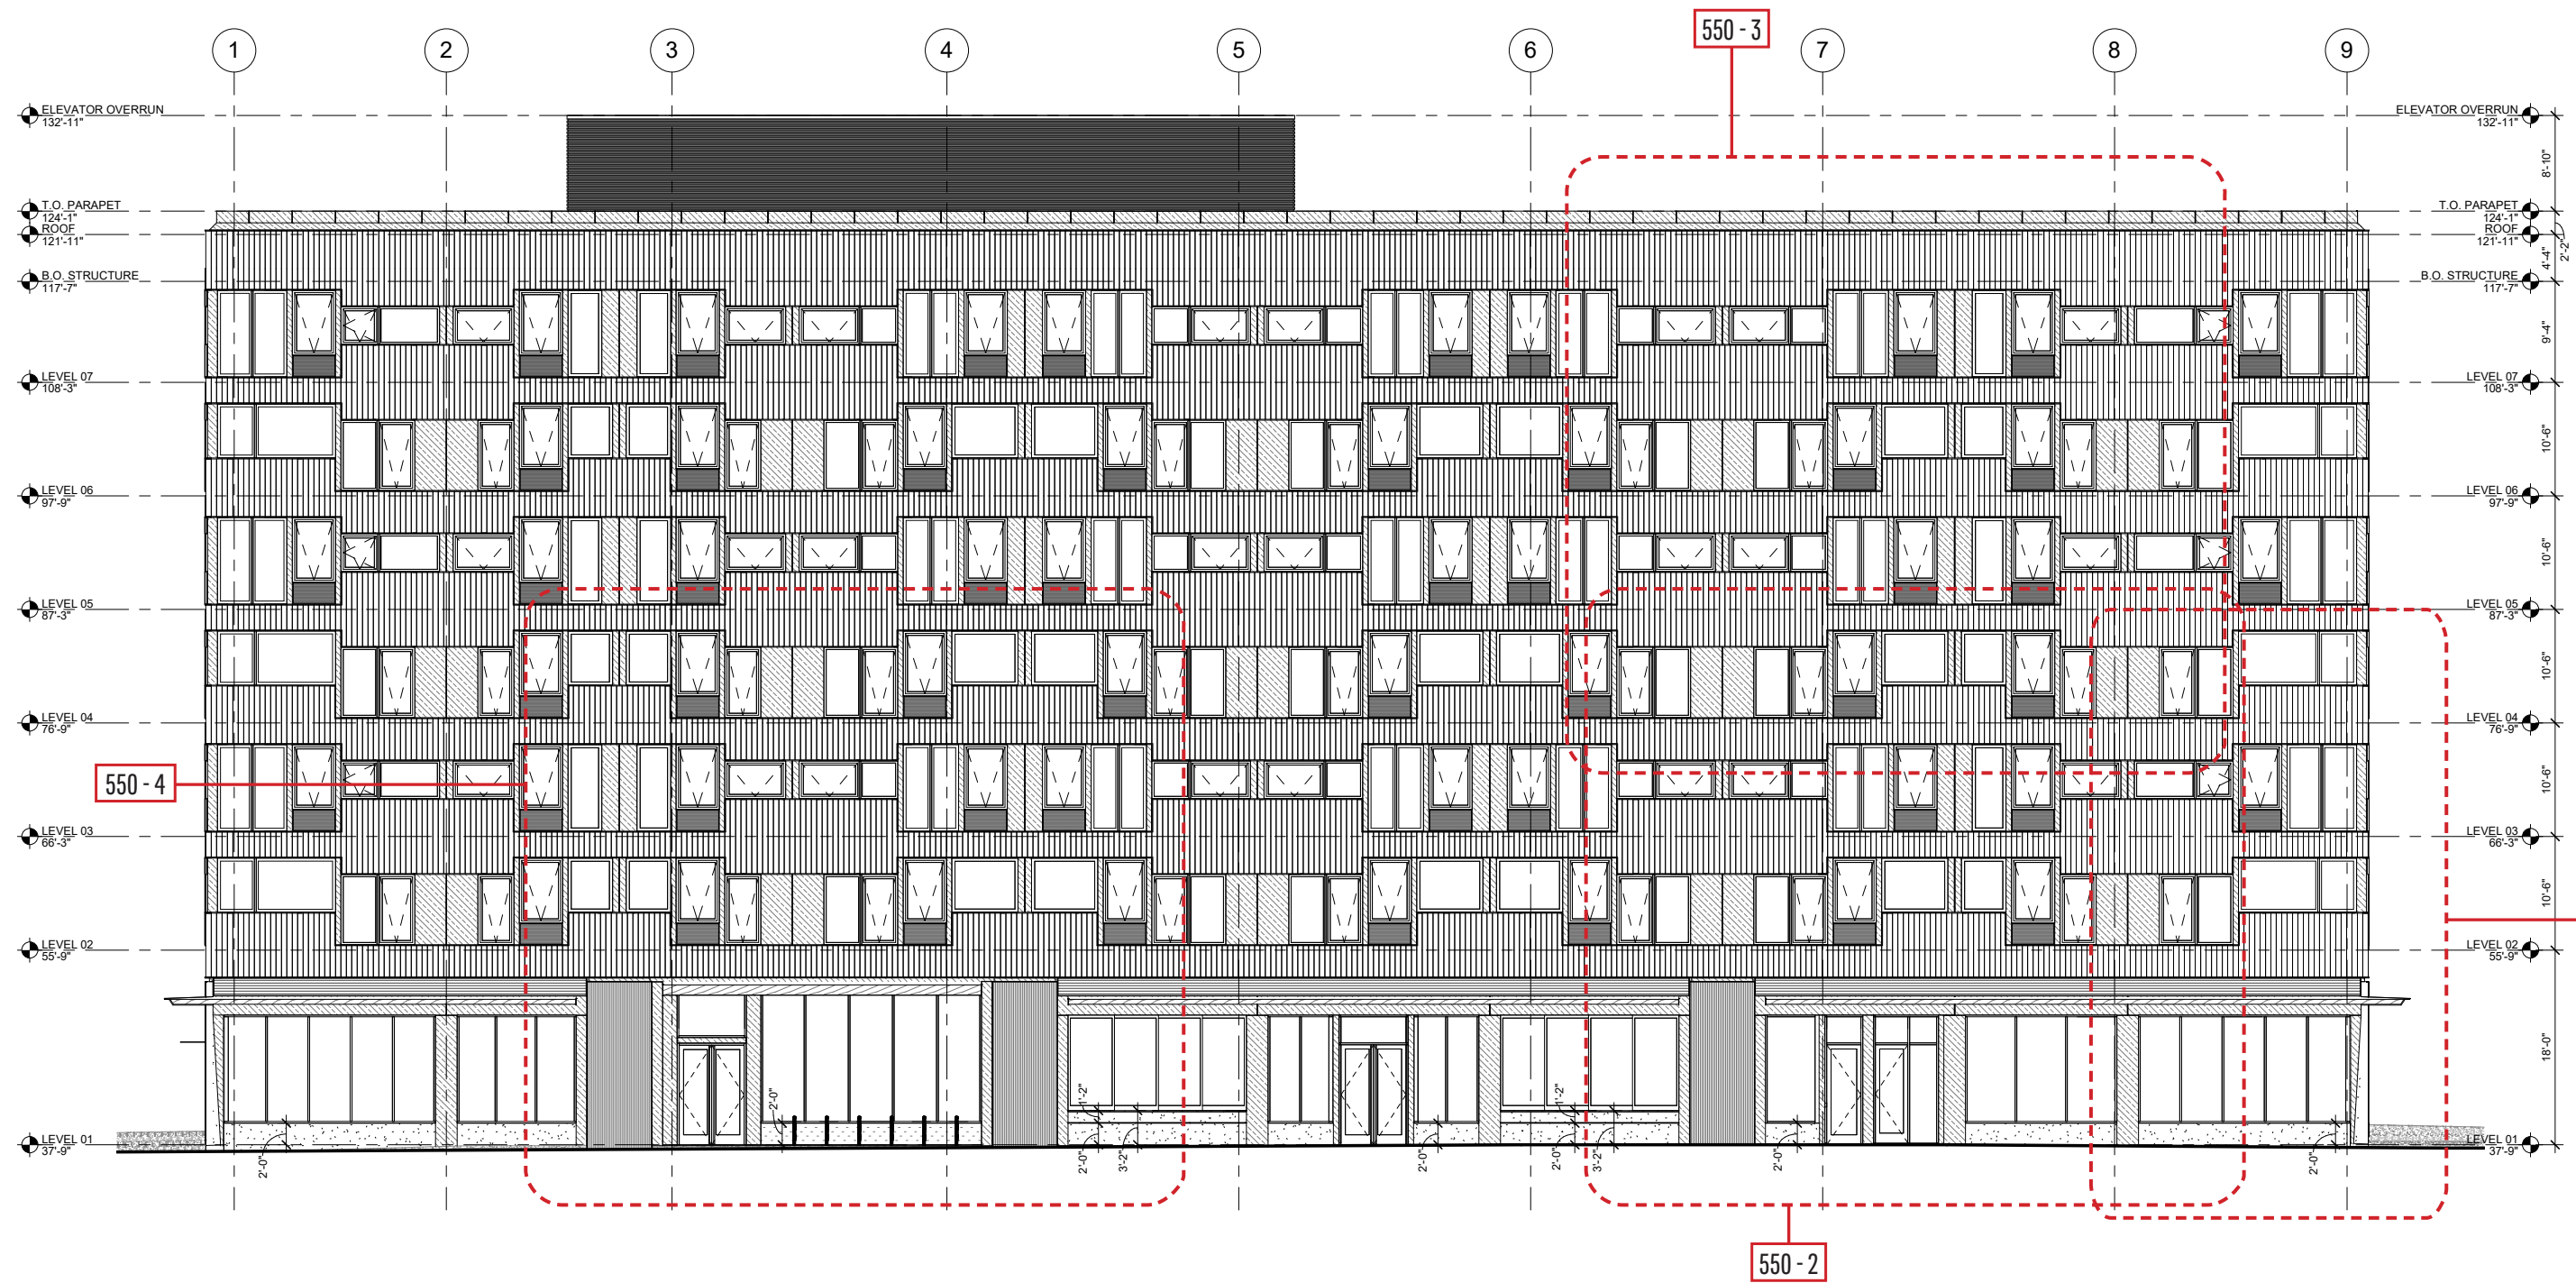 550 - 3
1
2
3
4
5
6
7
8
9
ELEVATOR OVERRUN
132'-11"
ELEVATOR OVERRUN
132'-11"
8'-10"
T.O. PARAPET
124'-1"
ROOF
121'-11"
T.O. PARAPET
124'-1"
ROOF
121'-11"
2'-2"
4'-4"
B.O. STRUCTURE
117'-7"
B.O. STRUCTURE
117'-7"
9'-4"
LEVEL 07
108'-3"
LEVEL 07
108'-3"
10'-6"
LEVEL 06
97'-9"
LEVEL 06
97'-9"
10'-6"
LEVEL 05
87'-3"
LEVEL 05
87'-3"
10'-6"
LEVEL 04
76'-9"
LEVEL 04
76'-9"
550 - 4
10'-6"
LEVEL 03
66'-3"
LEVEL 03
66'-3"
10'-6"
LEVEL 02
55'-9"
LEVEL 02
55'-9"
18'-0"
2'-0"
1'-2"
1'-2"
LEVEL 01
37'-9"
LEVEL 01
37'-9"
2'-0"
2'-0"
3'-2"
2'-0"
2'-0"
3'-2"
2'-0"
2'-0"
550 - 2